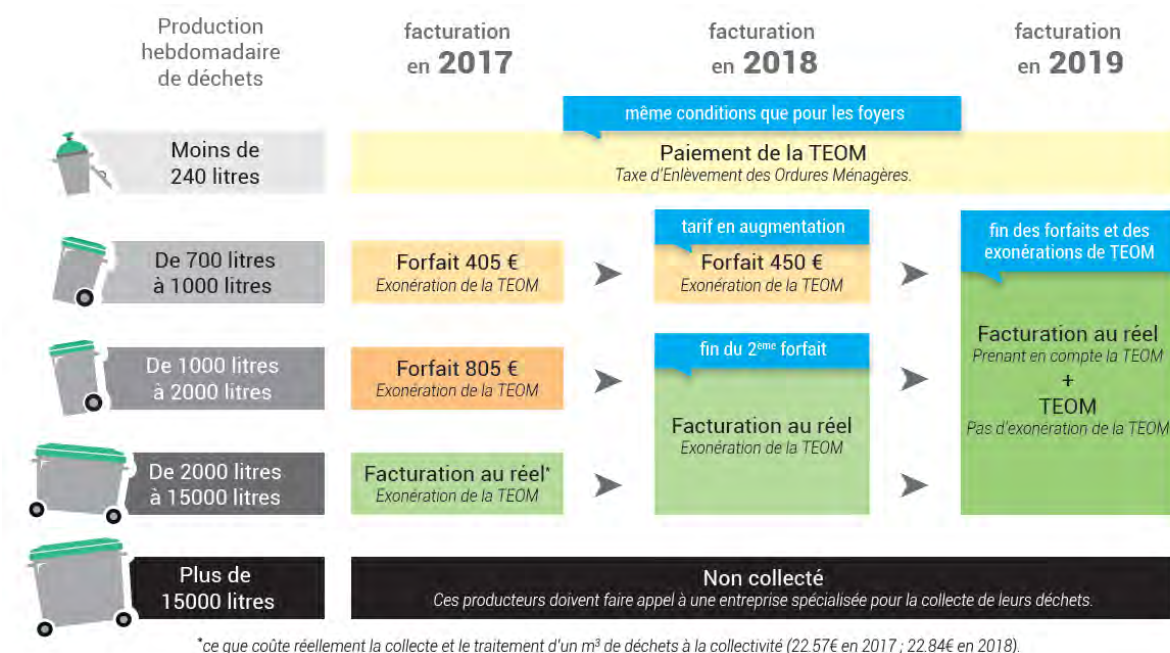 Production
hebdomadaire
de déchets
facturation
en 2017
facturation
en 2018
facturation
en 2019
même conditions que pour les foyers
Moins de
240 litres
Paiement de la TEOM
Taxe d'Enlèvement des Ordures Ménagères.
De 700 litres
à 1000 litres
Forfait 405 €
Exonération de la TEOM
tarif en augmentation
Forfait 450 €
Exonération de la TEOM
fin des forfaits et des
exonérations de TEOM
De 1000 litres
à 2000 litres
Forfait 805 €
Exonération de la TEOM
fin du 2ème forfait
Facturation au réel
Exonération de la TEOM
Facturation au réel
Prenant en compte la TEOM
+
TEOM
Pas d'exonération de la TEOM
De 2000 litres
à 15000 litres
Facturation au réel*
Exonération de la TEOM
Plus de
15000 litres
Non collecté
Ces producteurs doivent faire appel à une entreprise spécialisée pour la collecte de leurs déchets.
*ce que coûte réellement la collecte et le traitement d'un m³ de déchets à la collectivité (22,57€ en 2017 ; 22,84€ en 2018).